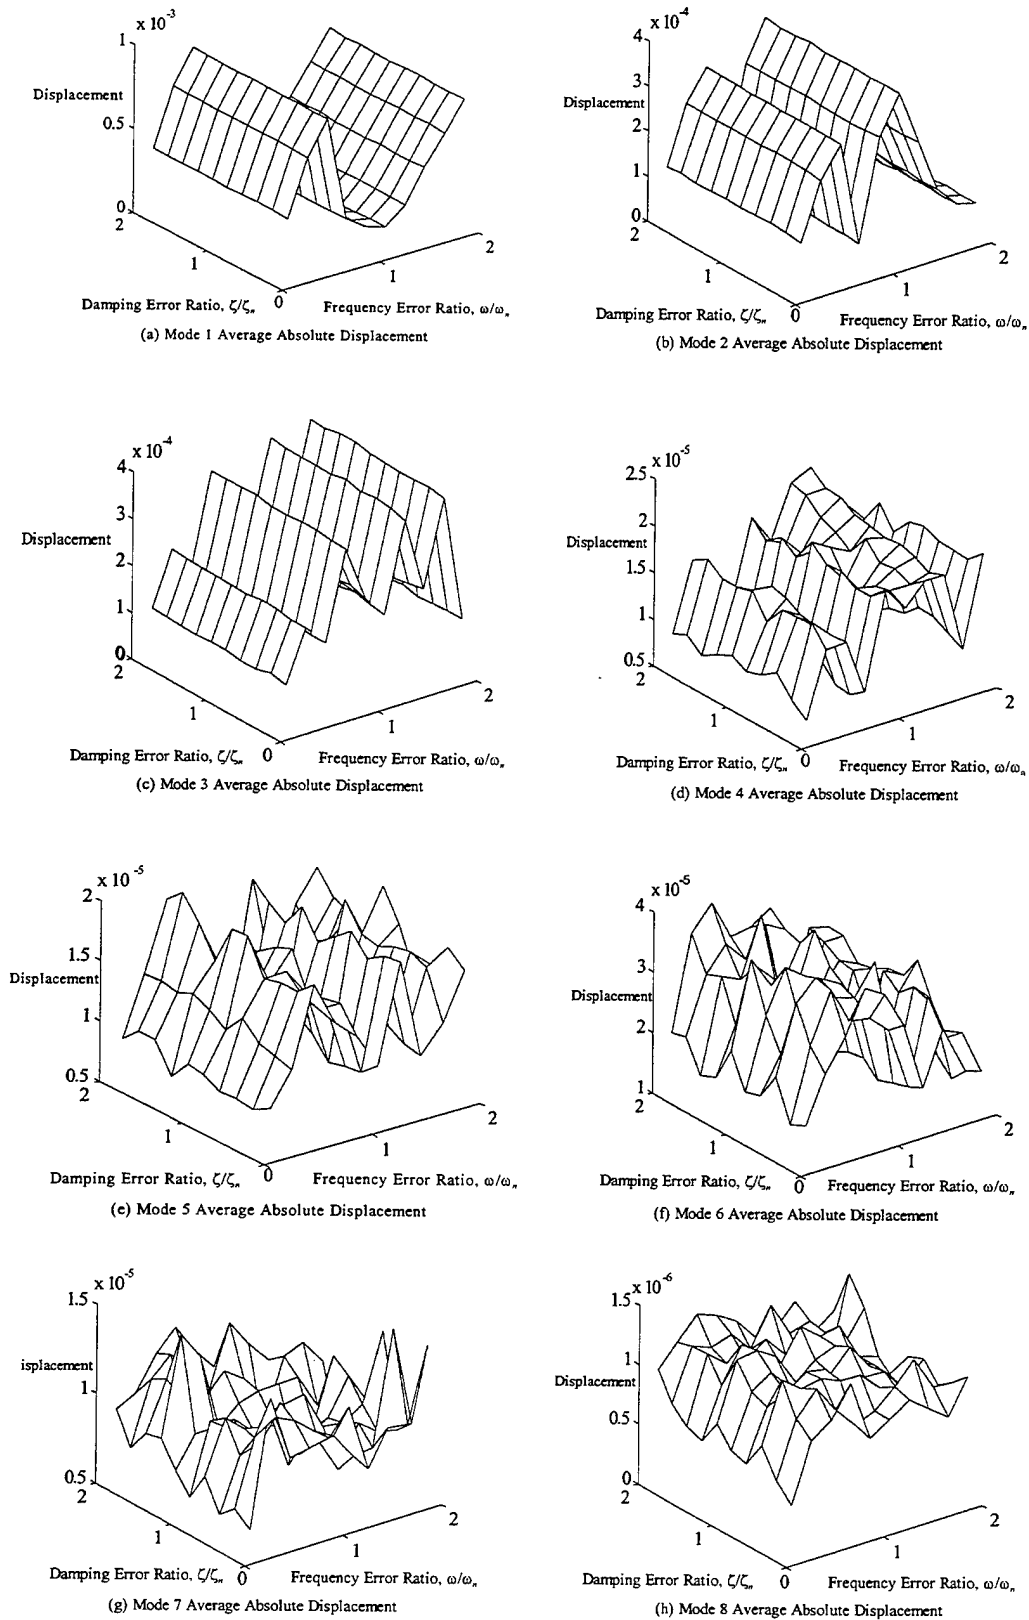 x 10-3
1
Displacement
0.5
0
2
1
0
1
2
Damping Error Ratio, ζ/ζn
Frequency Error Ratio, ω/ωn
(a) Mode 1 Average Absolute Displacement
x 10-4
4
3
Displacement
2
1
0
2
1
0
1
2
Damping Error Ratio, ζ/ζn
Frequency Error Ratio, ω/ωn
(b) Mode 2 Average Absolute Displacement
x 10-4
4
3
Displacement
2
1
0
2
1
0
1
2
Damping Error Ratio, ζ/ζn
Frequency Error Ratio, ω/ωn
(c) Mode 3 Average Absolute Displacement
x 10-5
2.5
2
Displacement
1.5
1
0.5
2
1
0
1
2
Damping Error Ratio, ζ/ζn
Frequency Error Ratio, ω/ωn
(d) Mode 4 Average Absolute Displacement
x 10-5
2
1.5
Displacement
1
0.5
2
1
0
1
2
Damping Error Ratio, ζ/ζn
Frequency Error Ratio, ω/ωn
(e) Mode 5 Average Absolute Displacement
x 10-5
4
3
Displacement
2
1
2
1
0
1
2
Damping Error Ratio, ζ/ζn
Frequency Error Ratio, ω/ωn
(f) Mode 6 Average Absolute Displacement
x 10-5
1.5
isplacement
1
0.5
2
1
0
1
2
Damping Error Ratio, ζ/ζn
Frequency Error Ratio, ω/ωn
(g) Mode 7 Average Absolute Displacement
x 10-6
1.5
1
Displacement
0.5
0
2
1
0
1
2
Damping Error Ratio, ζ/ζn
Frequency Error Ratio, ω/ωn
(h) Mode 8 Average Absolute Displacement